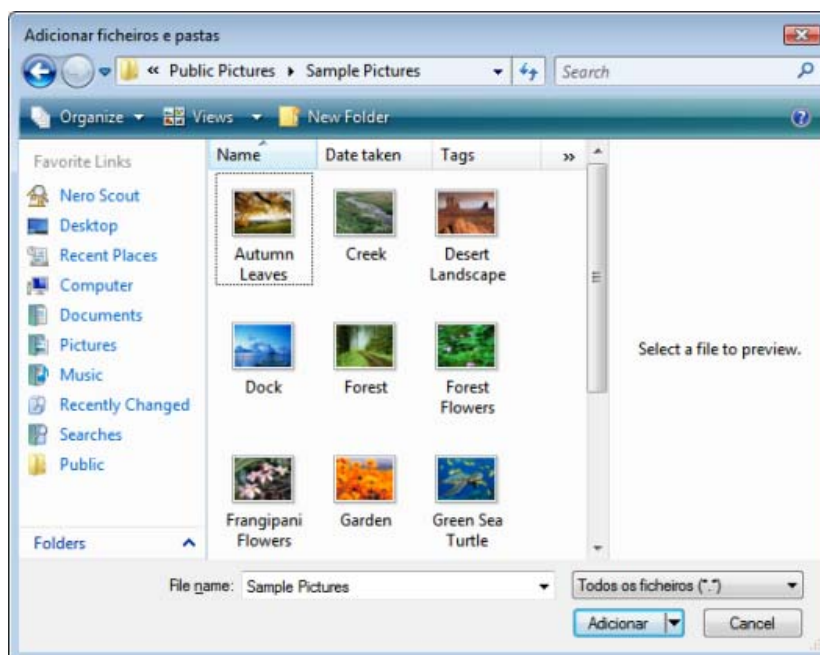 Adicionar ficheiros e pastas
« Public Pictures Sample Pictures Search
Organize Views New Folder
Favorite Links
Nero Scout
Desktop
Recent Places
Computer
Documents
Pictures
Music
Recently Changed
Searches
Public
Folders
Name Date taken Tags »
Autumn Leaves
Creek
Desert Landscape
Dock
Forest
Forest Flowers
Frangipani Flowers
Garden
Green Sea Turtle
Select a file to preview.
File name: Sample Pictures Todos os ficheiros (*.*)
Adicionar Cancel